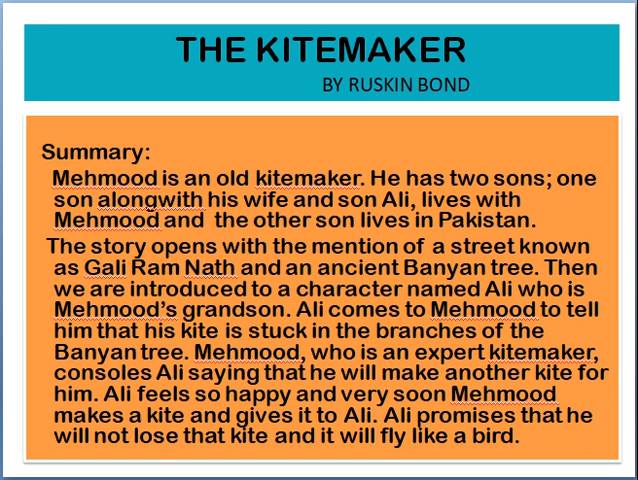 THE KITEMAKER
BY RUSKIN BOND
Summary:
Mehmood is an old kitemaker. He has two sons; one
son alongwith his wife and son Ali, lives with
Mehmood and the other son lives in Pakistan.
The story opens with the mention of a street known
as Gali Ram Nath and an ancient Banyan tree. Then
we are introduced to a character named Ali who is
Mehmood's grandson. Ali comes to Mehmood to tell
him that his kite is stuck in the branches of the
Banyan tree. Mehmood, who is an expert kitemaker,
consoles Ali saying that he will make another kite for
him. Ali feels so happy and very soon Mehmood
makes a kite and gives it to Ali. Ali promises that he
will not lose that kite and it will fly like a bird.